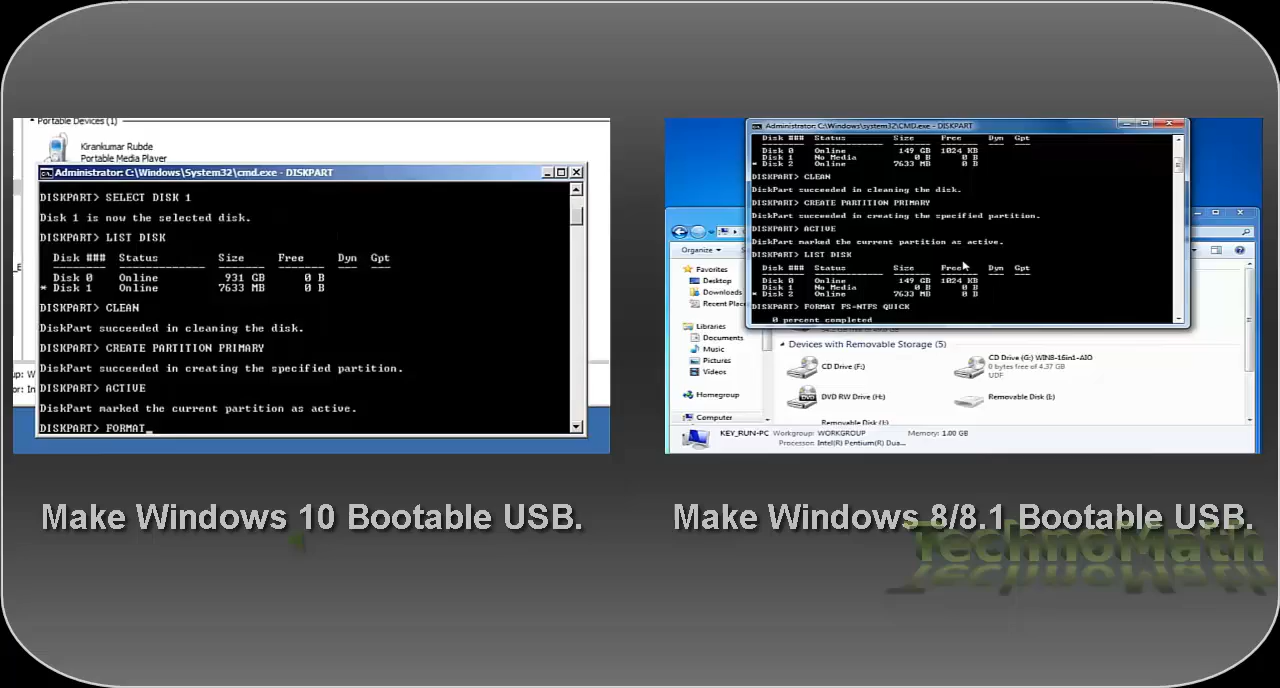 Portable Devices (1)
Kirankumar Rubde
Portable Media Player
Administrator: C:\Windows\System32\cmd.exe - DISKPART
DISKPART> SELECT DISK 1
Disk 1 is now the selected disk.
DISKPART> LIST DISK
Disk ### Status Size Free Dyn Gpt
Disk 0 Online 931 GB 0 B
* Disk 1 Online 7633 MB 0 B
DISKPART> CLEAN
DiskPart succeeded in cleaning the disk.
DISKPART> CREATE PARTITION PRIMARY
DiskPart succeeded in creating the specified partition.
DISKPART> ACTIVE
DiskPart marked the current partition as active.
DISKPART> FORMAT_
Make Windows 10 Bootable USB.
Administrator: C:\Windows\system32\CMD.exe - DISKPART
Disk ### Status Size Free Dyn Gpt
Disk 0 Online 149 GB 1024 KB
Disk 1 No Media 0 B 0 B
* Disk 2 Online 7633 MB 0 B
DISKPART> CLEAN
DiskPart succeeded in cleaning the disk.
DISKPART> CREATE PARTITION PRIMARY
DiskPart succeeded in creating the specified partition.
DISKPART> ACTIVE
DiskPart marked the current partition as active.
DISKPART> LIST DISK
Disk ### Status Size Free Dyn Gpt
Disk 0 Online 149 GB 1024 KB
Disk 1 No Media 0 B 0 B
* Disk 2 Online 7633 MB 0 B
DISKPART> FORMAT FS=NTFS QUICK
0 percent completed
Organize
Favorites
Desktop
Downloads
Recent Place
Libraries
Documents
Music
Pictures
Videos
Homegroup
Computer
Devices with Removable Storage (5)
CD Drive (F:)
CD Drive (G:) WIN8-16in1-AIO
0 bytes free of 4.37 GB
UDF
DVD RW Drive (H:)
Removable Disk (I:)
Removable Disk
KEY_RUN-PC Workgroup: WORKGROUP Memory: 1.00 GB
Processor: Intel(R) Pentium(R) Dua...
Make Windows 8/8.1 Bootable USB.
TechnoMath